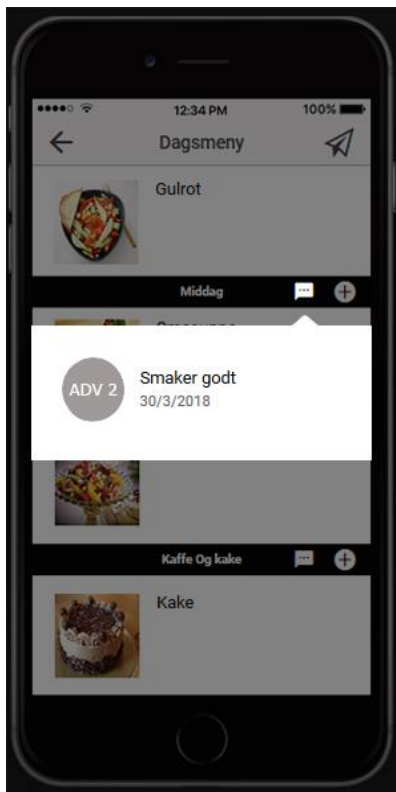 12:34 PM
100%
Dagsmeny
Gulrot
Middag
ADV 2
Smaker godt
30/3/2018
Kaffe Og kake
Kake